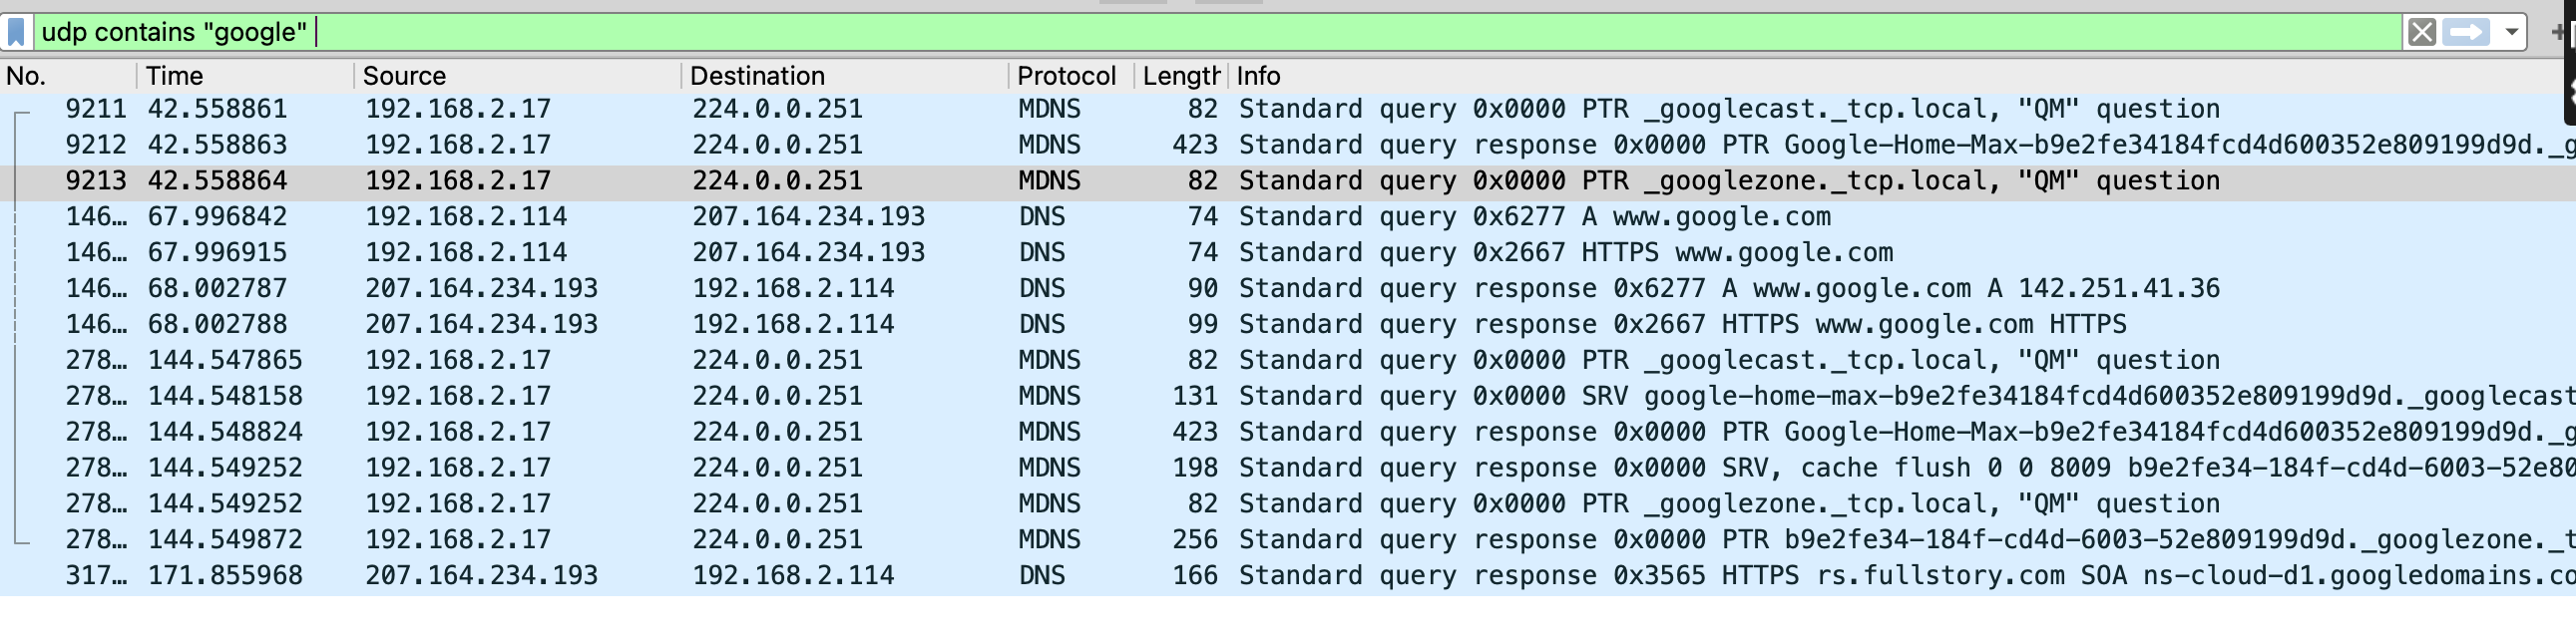 udp contains "google"
No. Time Source Destination Protocol Length Info
9211 42.558861 192.168.2.17 224.0.0.251 MDNS 82 Standard query 0x0000 PTR _googlecast._tcp.local, "QM" question
9212 42.558863 192.168.2.17 224.0.0.251 MDNS 423 Standard query response 0x0000 PTR Google-Home-Max-b9e2fe34184fcd4d600352e809199d9d._g
9213 42.558864 192.168.2.17 224.0.0.251 MDNS 82 Standard query 0x0000 PTR _googlezone._tcp.local, "QM" question
146… 67.996842 192.168.2.114 207.164.234.193 DNS 74 Standard query 0x6277 A www.google.com
146… 67.996915 192.168.2.114 207.164.234.193 DNS 74 Standard query 0x2667 HTTPS www.google.com
146… 68.002787 207.164.234.193 192.168.2.114 DNS 90 Standard query response 0x6277 A www.google.com A 142.251.41.36
146… 68.002788 207.164.234.193 192.168.2.114 DNS 99 Standard query response 0x2667 HTTPS www.google.com HTTPS
278… 144.547865 192.168.2.17 224.0.0.251 MDNS 82 Standard query 0x0000 PTR _googlecast._tcp.local, "QM" question
278… 144.548158 192.168.2.17 224.0.0.251 MDNS 131 Standard query 0x0000 SRV google-home-max-b9e2fe34184fcd4d600352e809199d9d._googlecast
278… 144.548824 192.168.2.17 224.0.0.251 MDNS 423 Standard query response 0x0000 PTR Google-Home-Max-b9e2fe34184fcd4d600352e809199d9d._g
278… 144.549252 192.168.2.17 224.0.0.251 MDNS 198 Standard query response 0x0000 SRV, cache flush 0 0 8009 b9e2fe34-184f-cd4d-6003-52e80
278… 144.549252 192.168.2.17 224.0.0.251 MDNS 82 Standard query 0x0000 PTR _googlezone._tcp.local, "QM" question
278… 144.549872 192.168.2.17 224.0.0.251 MDNS 256 Standard query response 0x0000 PTR b9e2fe34-184f-cd4d-6003-52e809199d9d._googlezone._t
317… 171.855968 207.164.234.193 192.168.2.114 DNS 166 Standard query response 0x3565 HTTPS rs.fullstory.com SOA ns-cloud-d1.googledomains.co